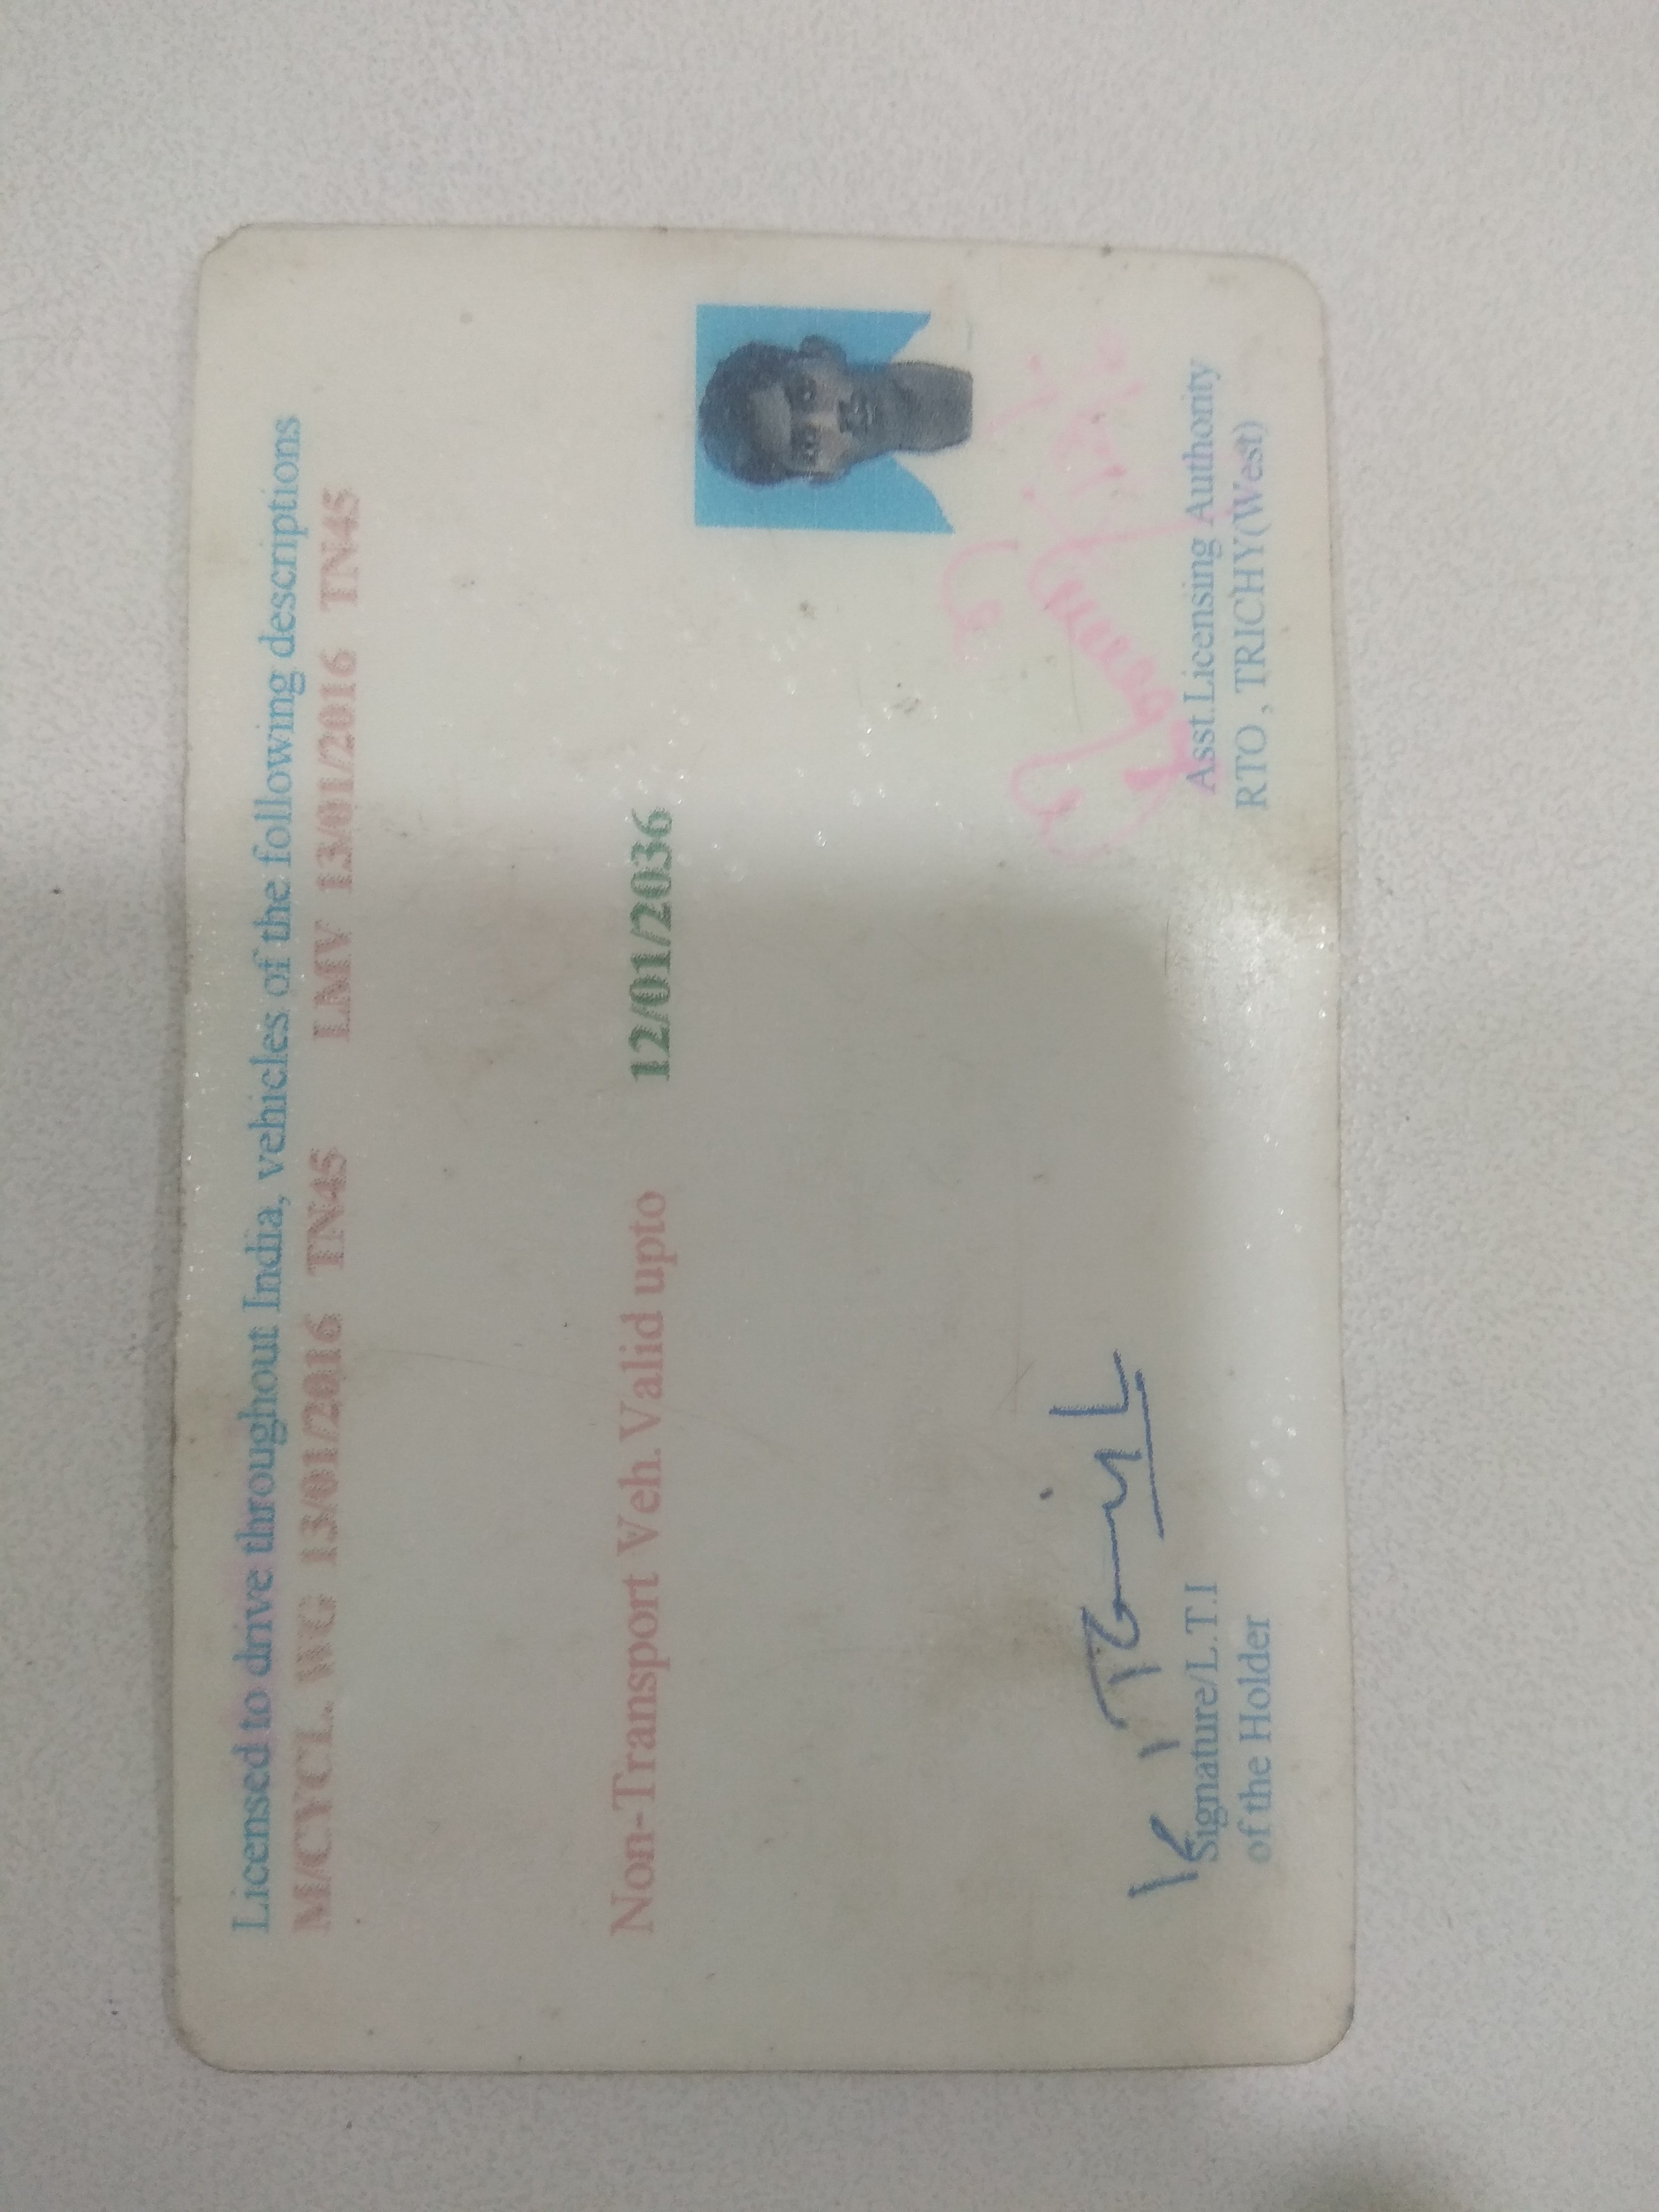 Licensed to drive throughout India, vehicles of the following descriptions
M/CYCL. WG 13/01/2016 TN45 LMV 13/01/2016 TN45
Non-Transport Veh. Valid upto 12/01/2036
Signature/L.T.I
of the Holder
Asst.Licensing Authority
RTO , TRICHY(West)